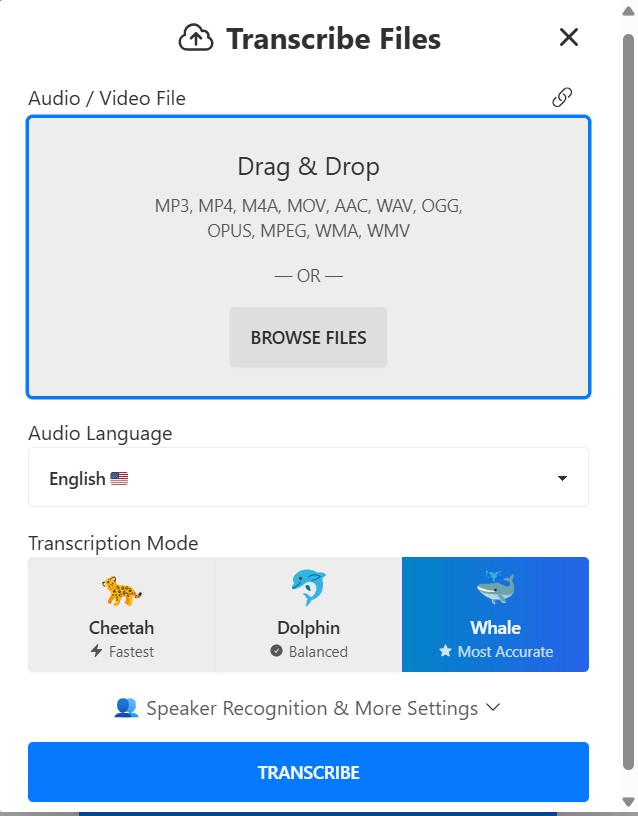 Transcribe Files
Audio / Video File
Drag & Drop
MP3, MP4, M4A, MOV, AAC, WAV, OGG,
OPUS, MPEG, WMA, WMV
— OR —
BROWSE FILES
Audio Language
English
Transcription Mode
Cheetah
Fastest
Dolphin
Balanced
Whale
Most Accurate
Speaker Recognition & More Settings
TRANSCRIBE